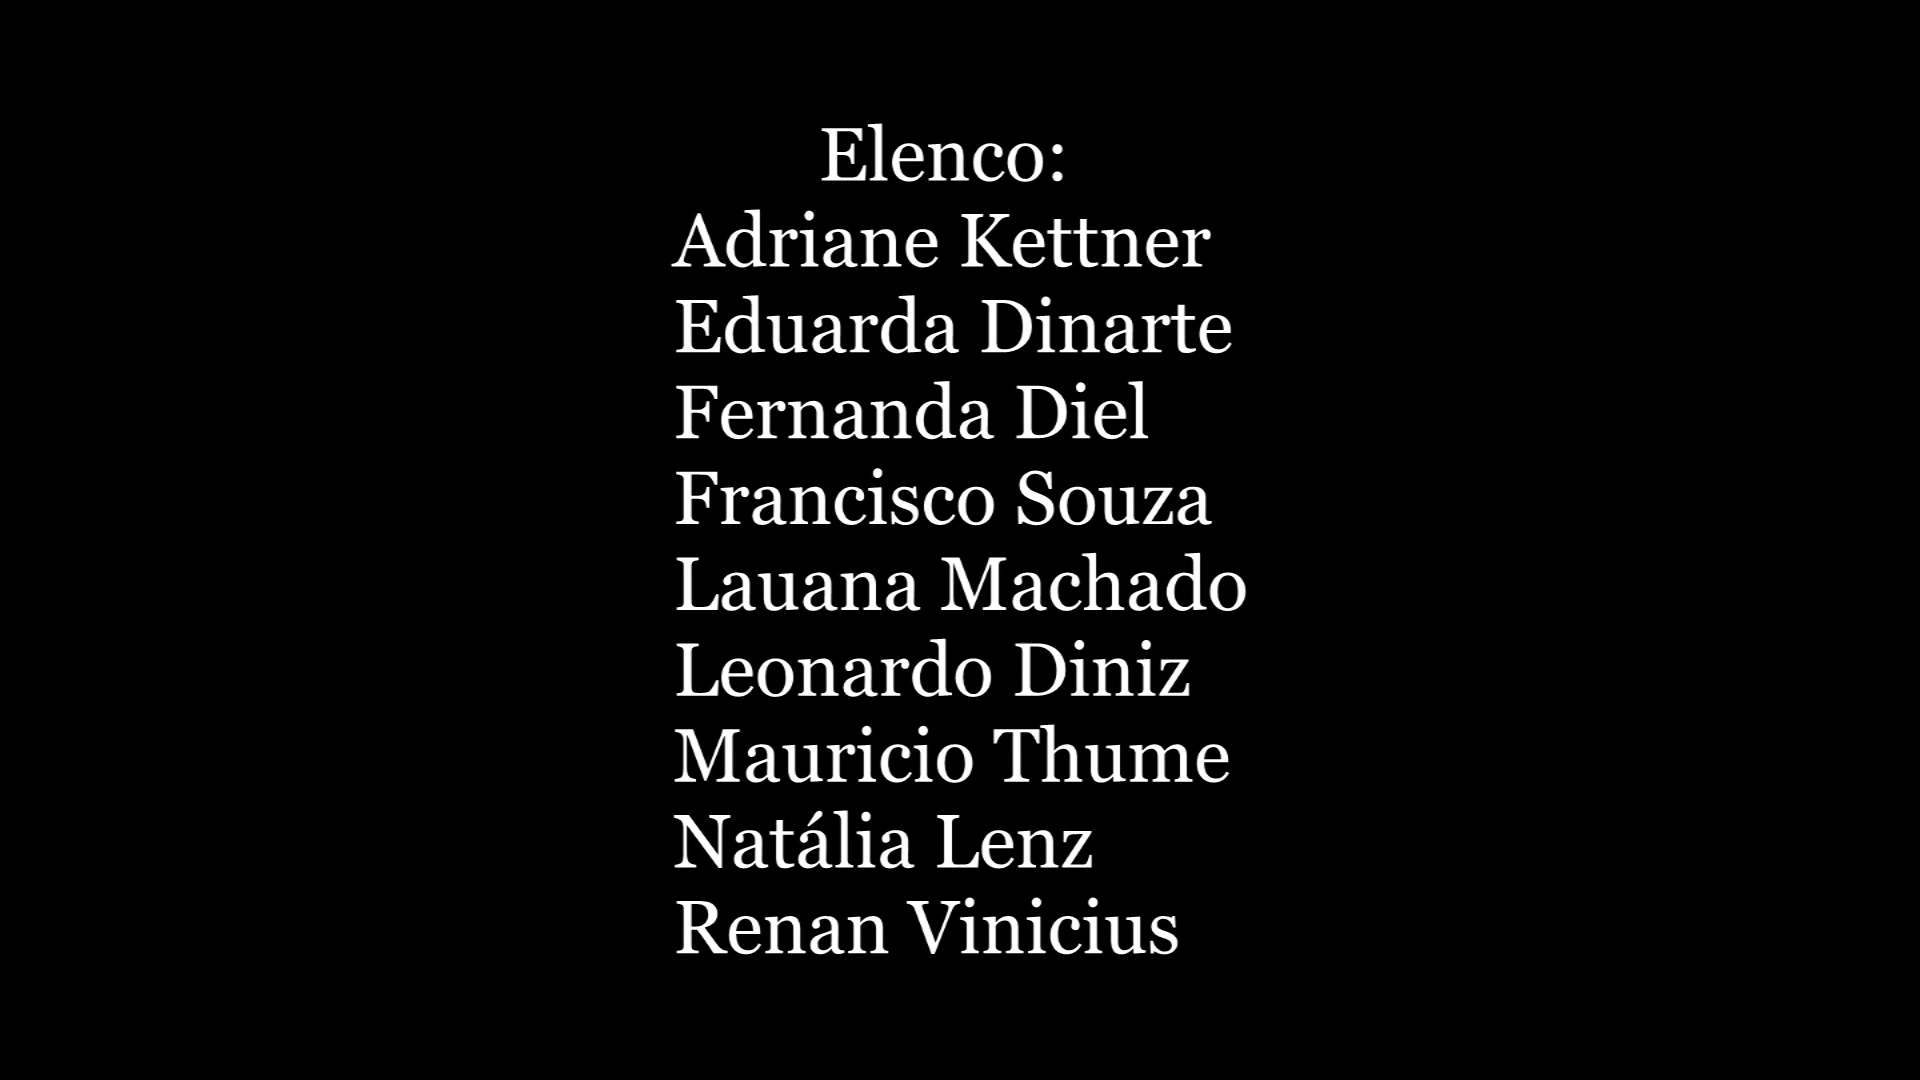 Elenco:
Adriane Kettner
Eduarda Dinarte
Fernanda Diel
Francisco Souza
Lauana Machado
Leonardo Diniz
Mauricio Thume
Natália Lenz
Renan Vinicius